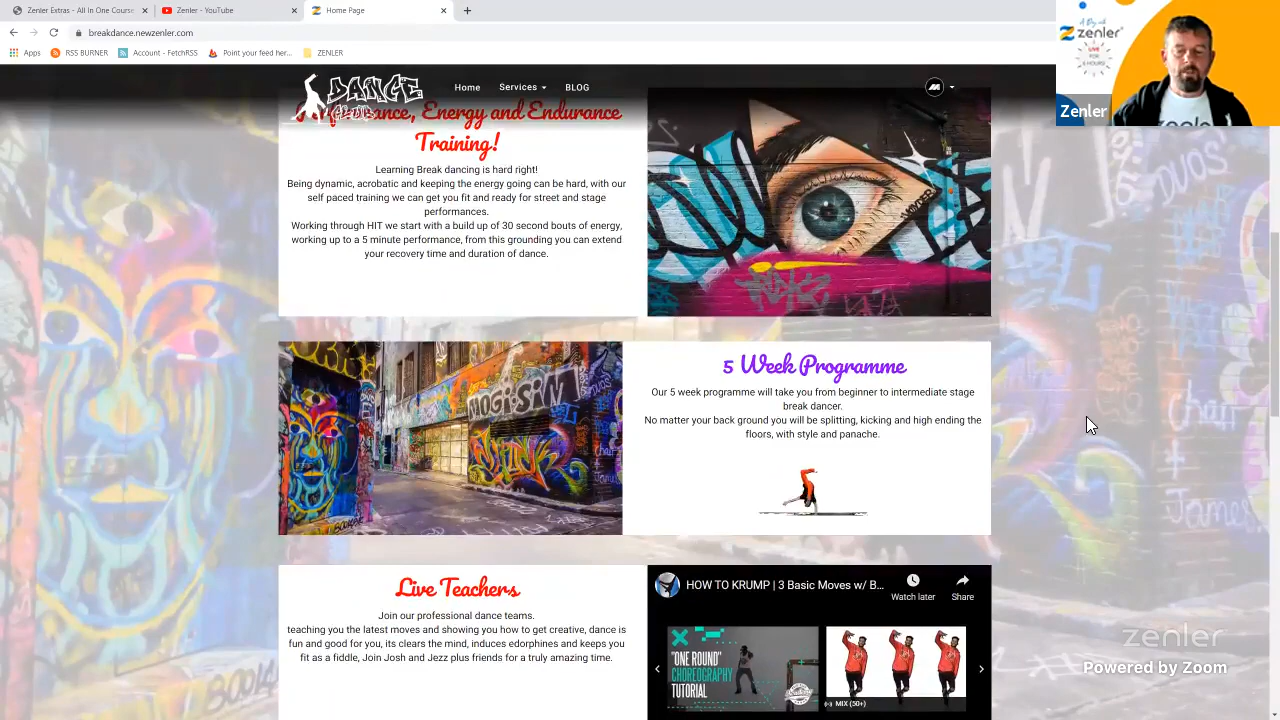 Zenler Extras - All In One Course
Zenler - YouTube
Home Page
breakdance.newzenler.com
Apps
RSS BURNER
Account - FetchRSS
Point your feed her...
ZENLER
A Day with
zenler
LIVE
FOR
Zenler
DANCE
Home
Services
BLOG
Energy and Endurance
Training!
Learning Break dancing is hard right!
Being dynamic, acrobatic and keeping the energy going can be hard, with our
self paced training we can get you fit and ready for street and stage
performances.
Working through HIT we start with a build up of 30 second bouts of energy,
working up to a 5 minute performance, from this grounding you can extend
your recovery time and duration of dance.
5 Week Programme
Our 5 week programme will take you from beginner to intermediate stage
break dancer.
No matter your back ground you will be splitting, kicking and high ending the
floors, with style and panache.
Live Teachers
Join our professional dance teams.
teaching you the latest moves and showing you how to get creative, dance is
fun and good for you, its clears the mind, induces edorphines and keeps you
fit as a fiddle, Join Josh and Jezz plus friends for a truly amazing time.
HOW TO KRUMP | 3 Basic Moves w/ B...
Watch later
Share
"ONE ROUND"
CHOREOGRAPHY
TUTORIAL
MIX (50+)
zenler
Powered by Zoom